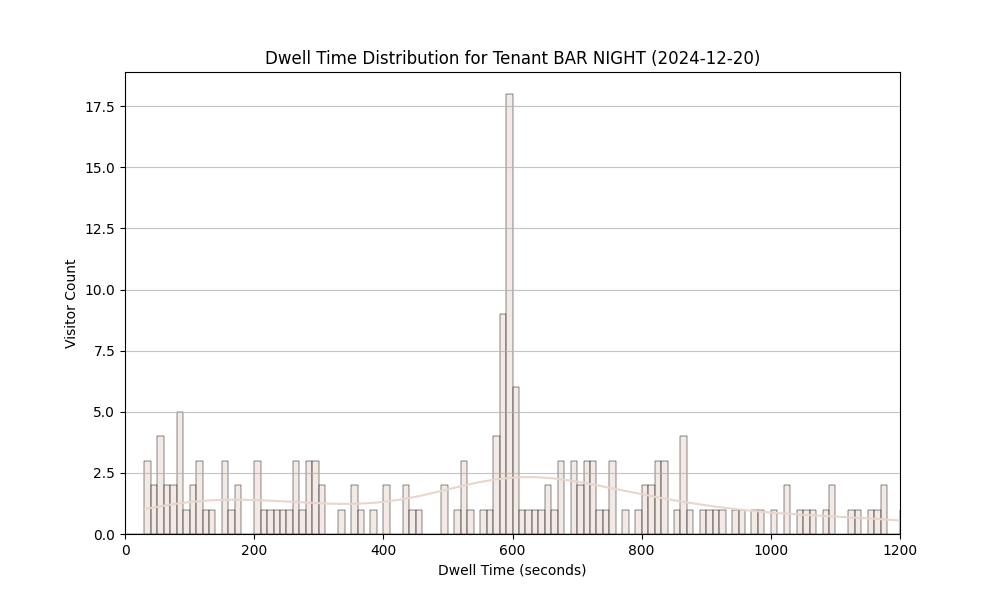 Dwell Time Distribution for Tenant BAR NIGHT (2024-12-20)
17.5
15.0
12.5
10.0
7.5
5.0
2.5
0.0
Visitor Count
0 200 400 600 800 1000 1200
Dwell Time (seconds)